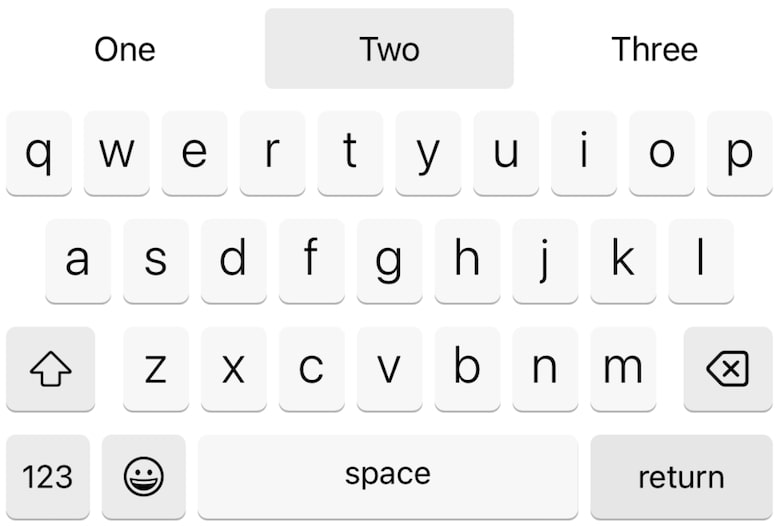 One Two Three
q w e r t y u i o p
a s d f g h j k l
z x c v b n m
123 space return